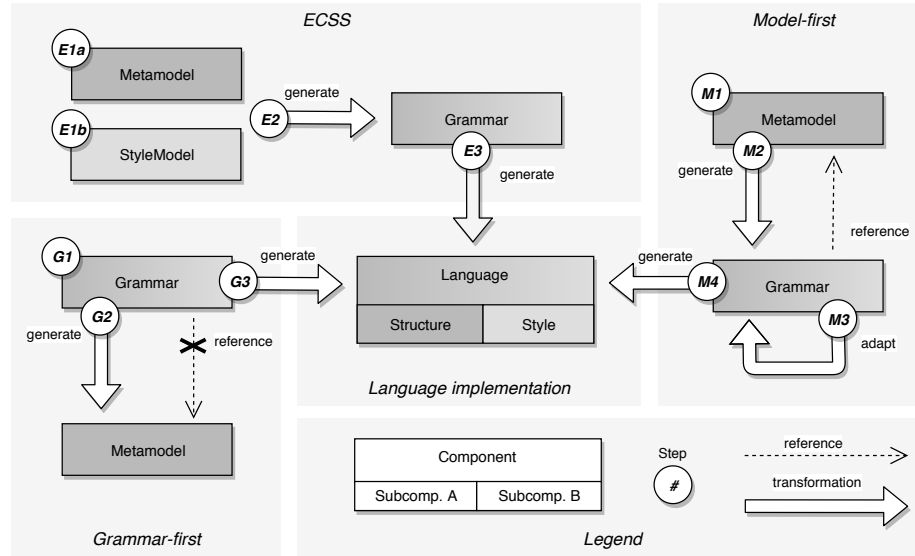 ECSS
E1a
Metamodel
E1b
StyleModel
E2
generate
Grammar
E3
generate
Model-first
M1
Metamodel
M2
generate
reference
M4
generate
Grammar
M3
adapt
G1
Grammar
G3
generate
G2
generate
reference
Metamodel
Grammar-first
Language
Structure
Style
Language implementation
Component
Subcomp. A
Subcomp. B
Step
#
reference
transformation
Legend